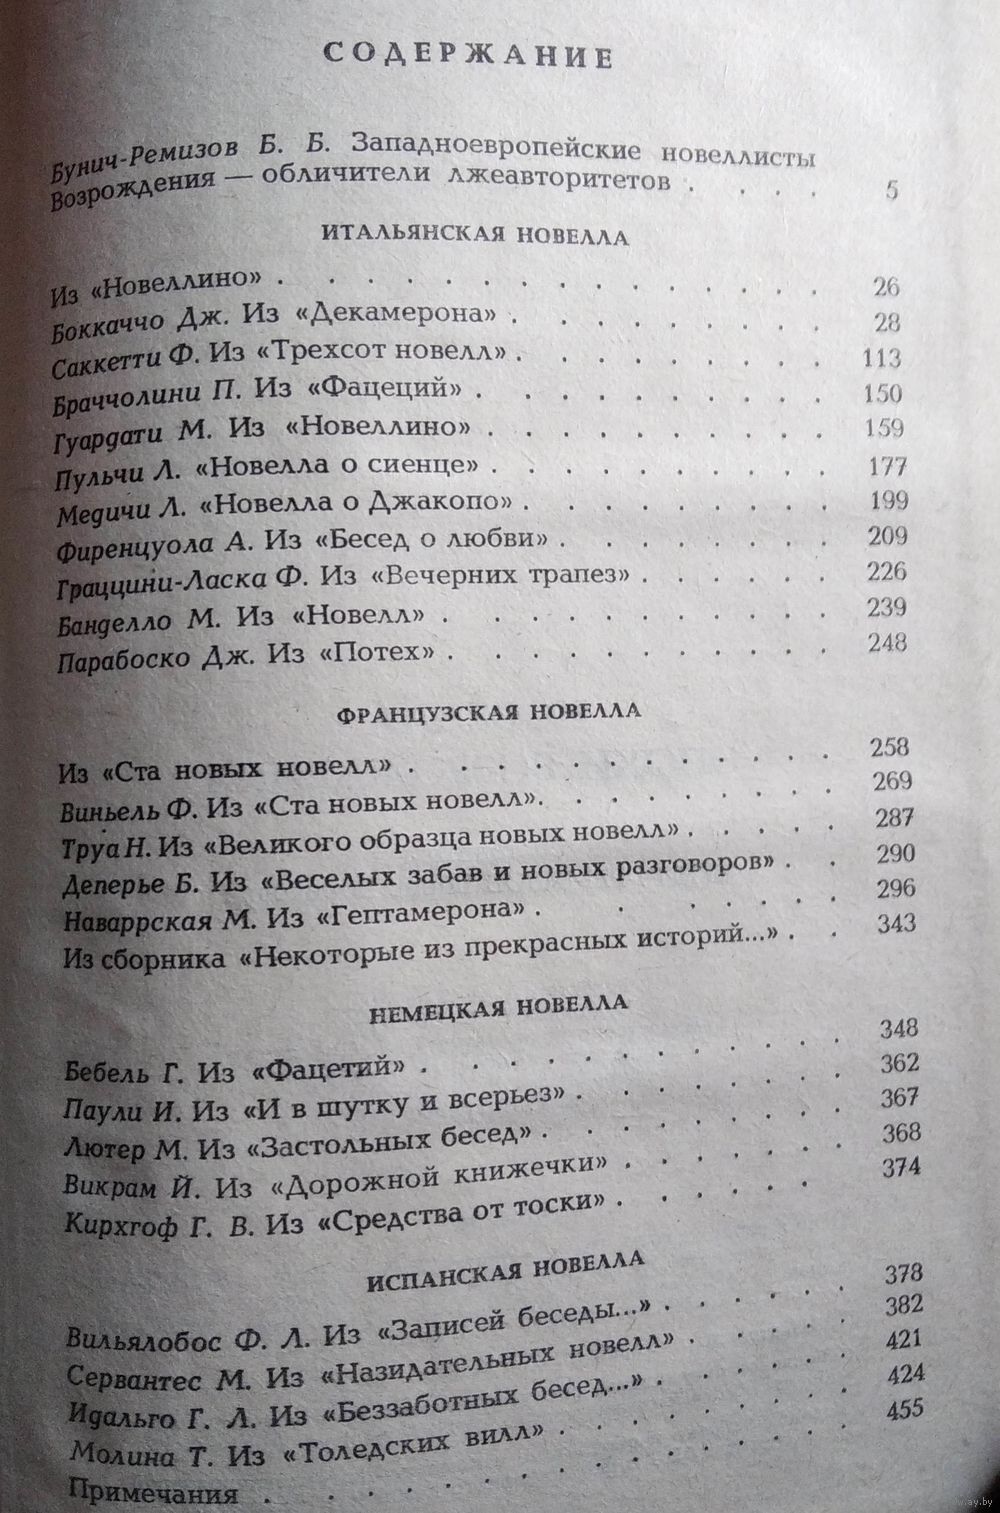 СОДЕРЖАНИЕ
Бунич-Ремизов Б. Б. Западноевропейские новеллисты
Возрождения — обличители лжеавторитетов . . . . 5
ИТАЛЬЯНСКАЯ НОВЕЛЛА
Из «Новеллино» . . . . . . . . . . . . . . 26
Боккаччо Дж. Из «Декамерона» . . . . . . . . 28
Саккетти Ф. Из «Трехсот новелл» . . . . . . . . 113
Браччолини П. Из «Фацеций» . . . . . . . . . 150
Гуардати М. Из «Новеллино» . . . . . . . . . 159
Пульчи Л. «Новелла о сиенце» . . . . . . . . . 177
Медичи Л. «Новелла о Джакопо» . . . . . . . . 199
Фиренцуола А. Из «Бесед о любви» . . . . . . . 209
Граццини-Ласка Ф. Из «Вечерних трапез» . . . . . 226
Банделло М. Из «Новелл» . . . . . . . . . . 239
Парабоско Дж. Из «Потех» . . . . . . . . . . 248
ФРАНЦУЗСКАЯ НОВЕЛЛА
Из «Ста новых новелл» . . . . . . . . . . . 258
Виньель Ф. Из «Ста новых новелл». . . . . . . . 269
Труа Н. Из «Великого образца новых новелл» . . . . 287
Деперье Б. Из «Веселых забав и новых разговоров» . . 290
Наваррская М. Из «Гептамерона» . . . . . . . 296
Из сборника «Некоторые из прекрасных историй...» . . 343
НЕМЕЦКАЯ НОВЕЛЛА
Бебель Г. Из «Фацетий» . . . . . . . . . . . 348
Паули И. Из «И в шутку и всерьез» . . . . . . . 362
Лютер М. Из «Застольных бесед» . . . . . . . . 367
Викрам Й. Из «Дорожной книжечки» . . . . . . . 368
Кирхгоф Г. В. Из «Средства от тоски» . . . . . . 374
ИСПАНСКАЯ НОВЕЛЛА
Вильялобос Ф. Л. Из «Записей беседы...» . . . . . . 378
Сервантес М. Из «Назидательных новелл» . . . . . 382
Идальго Г. Л. Из «Беззаботных бесед...» . . . . . . 421
Молина Т. Из «Толедских вилл» . . . . . . . . 424
Примечания . . . . . . . . . . . . . . . 455
www.ay.by